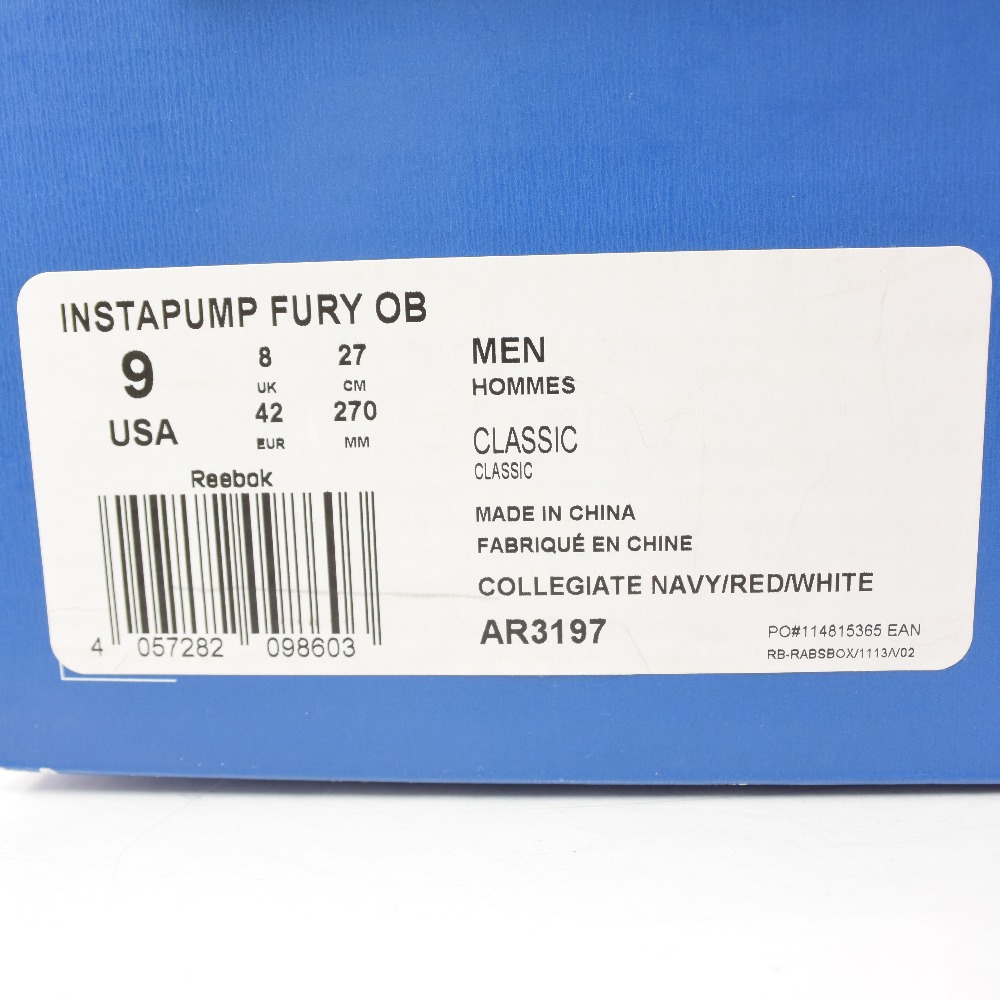 INSTAPUMP FURY OB
9
USA
8
UK
42
EUR
27
CM
270
MM
Reebok
4 057282 098603
MEN
HOMMES
CLASSIC
CLASSIC
MADE IN CHINA
FABRIQUÉ EN CHINE
COLLEGIATE NAVY/RED/WHITE
AR3197
PO#114815365 EAN
RB-RABSBOX/1113/V02